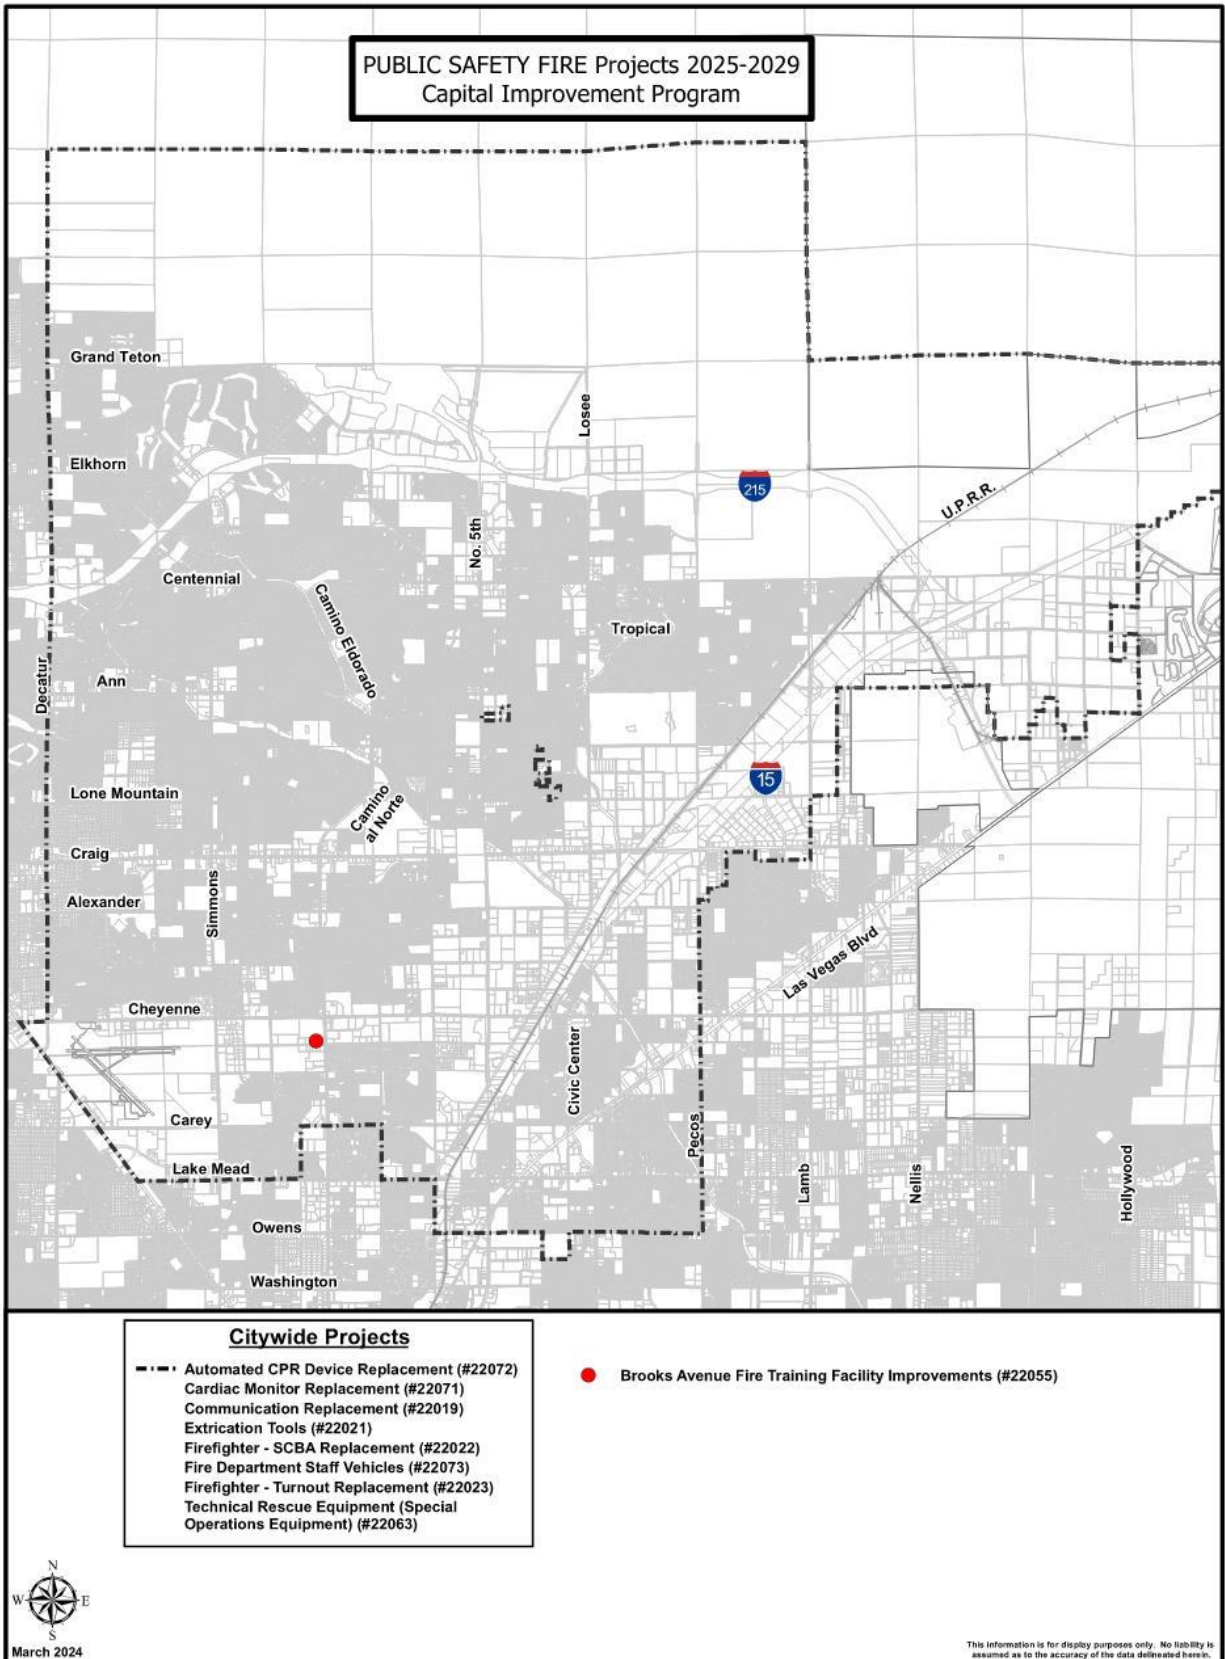 PUBLIC SAFETY FIRE Projects 2025-2029
Capital Improvement Program
Grand Teton
Losee
Elkhorn
215
U.P.R.R.
No. 5th
Centennial
Camino Eldorado
Tropical
Decatur
Ann
15
Lone Mountain
Camino
al Norte
Craig
Alexander
Simmons
Las Vegas Blvd
Cheyenne
Civic Center
Carey
Pecos
Lake Mead
Lamb
Nellis
Hollywood
Owens
Washington
Citywide Projects
Automated CPR Device Replacement (#22072)
Cardiac Monitor Replacement (#22071)
Communication Replacement (#22019)
Extrication Tools (#22021)
Firefighter - SCBA Replacement (#22022)
Fire Department Staff Vehicles (#22073)
Firefighter - Turnout Replacement (#22023)
Technical Rescue Equipment (Special
Operations Equipment) (#22063)
Brooks Avenue Fire Training Facility Improvements (#22055)
N
W
E
S
March 2024
This information is for display purposes only. No liability is
assumed as to the accuracy of the data delineated herein.